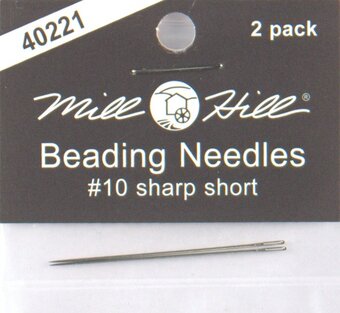 40221
2 pack
Mill Hill®
Beading Needles
#10 sharp short